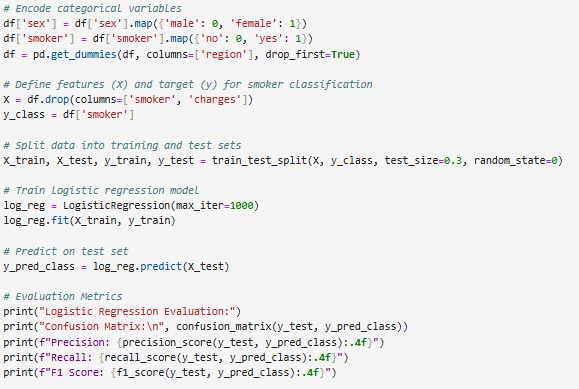 # Encode categorical variables
df['sex'] = df['sex'].map({'male': 0, 'female': 1})
df['smoker'] = df['smoker'].map({'no': 0, 'yes': 1})
df = pd.get_dummies(df, columns=['region'], drop_first=True)

# Define features (X) and target (y) for smoker classification
X = df.drop(columns=['smoker', 'charges'])
y_class = df['smoker']

# Split data into training and test sets
X_train, X_test, y_train, y_test = train_test_split(X, y_class, test_size=0.3, random_state=0)

# Train logistic regression model
log_reg = LogisticRegression(max_iter=1000)
log_reg.fit(X_train, y_train)

# Predict on test set
y_pred_class = log_reg.predict(X_test)

# Evaluation Metrics
print("Logistic Regression Evaluation:")
print("Confusion Matrix:\n", confusion_matrix(y_test, y_pred_class))
print(f"Precision: {precision_score(y_test, y_pred_class):.4f}")
print(f"Recall: {recall_score(y_test, y_pred_class):.4f}")
print(f"F1 Score: {f1_score(y_test, y_pred_class):.4f}")